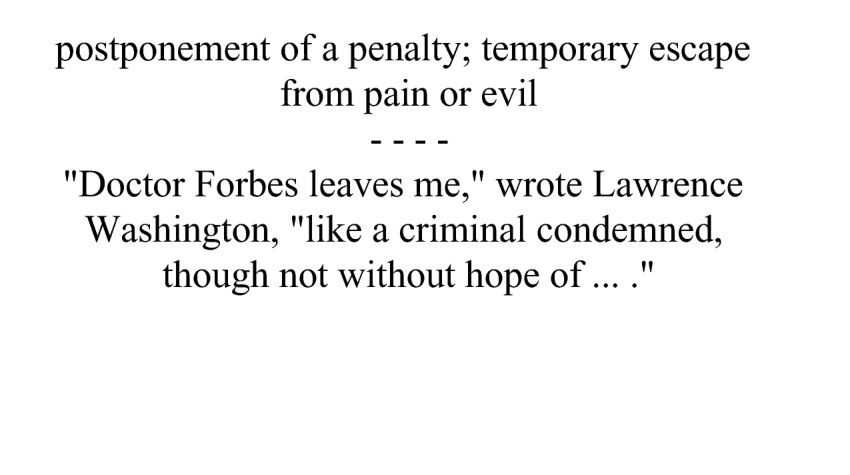 postponement of a penalty; temporary escape
from pain or evil
- - - -
"Doctor Forbes leaves me," wrote Lawrence
Washington, "like a criminal condemned,
though not without hope of ... ."